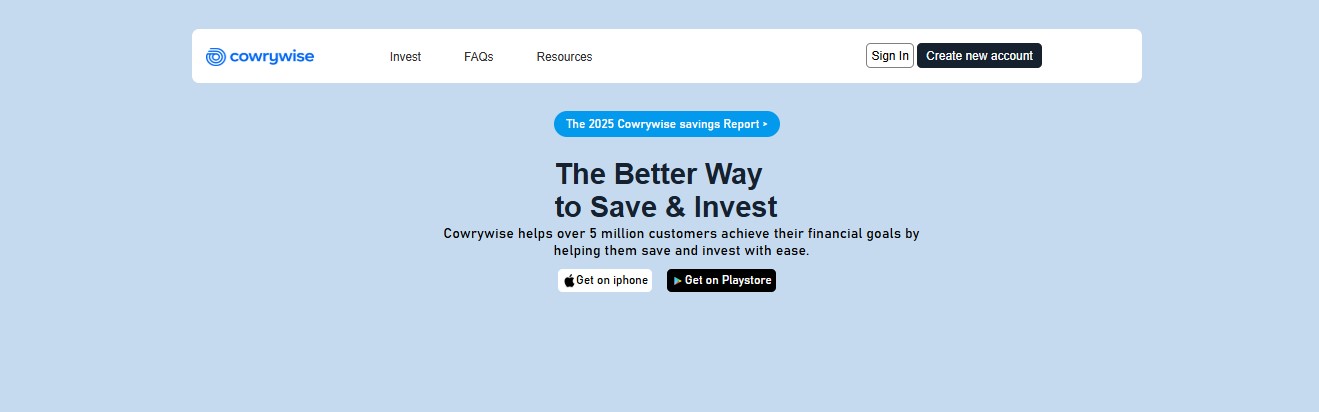 cowrywise
Invest
FAQs
Resources
Sign In
Create new account
The 2025 Cowrywise savings Report >
The Better Way
to Save & Invest
Cowrywise helps over 5 million customers achieve their financial goals by
helping them save and invest with ease.
Get on iphone
Get on Playstore